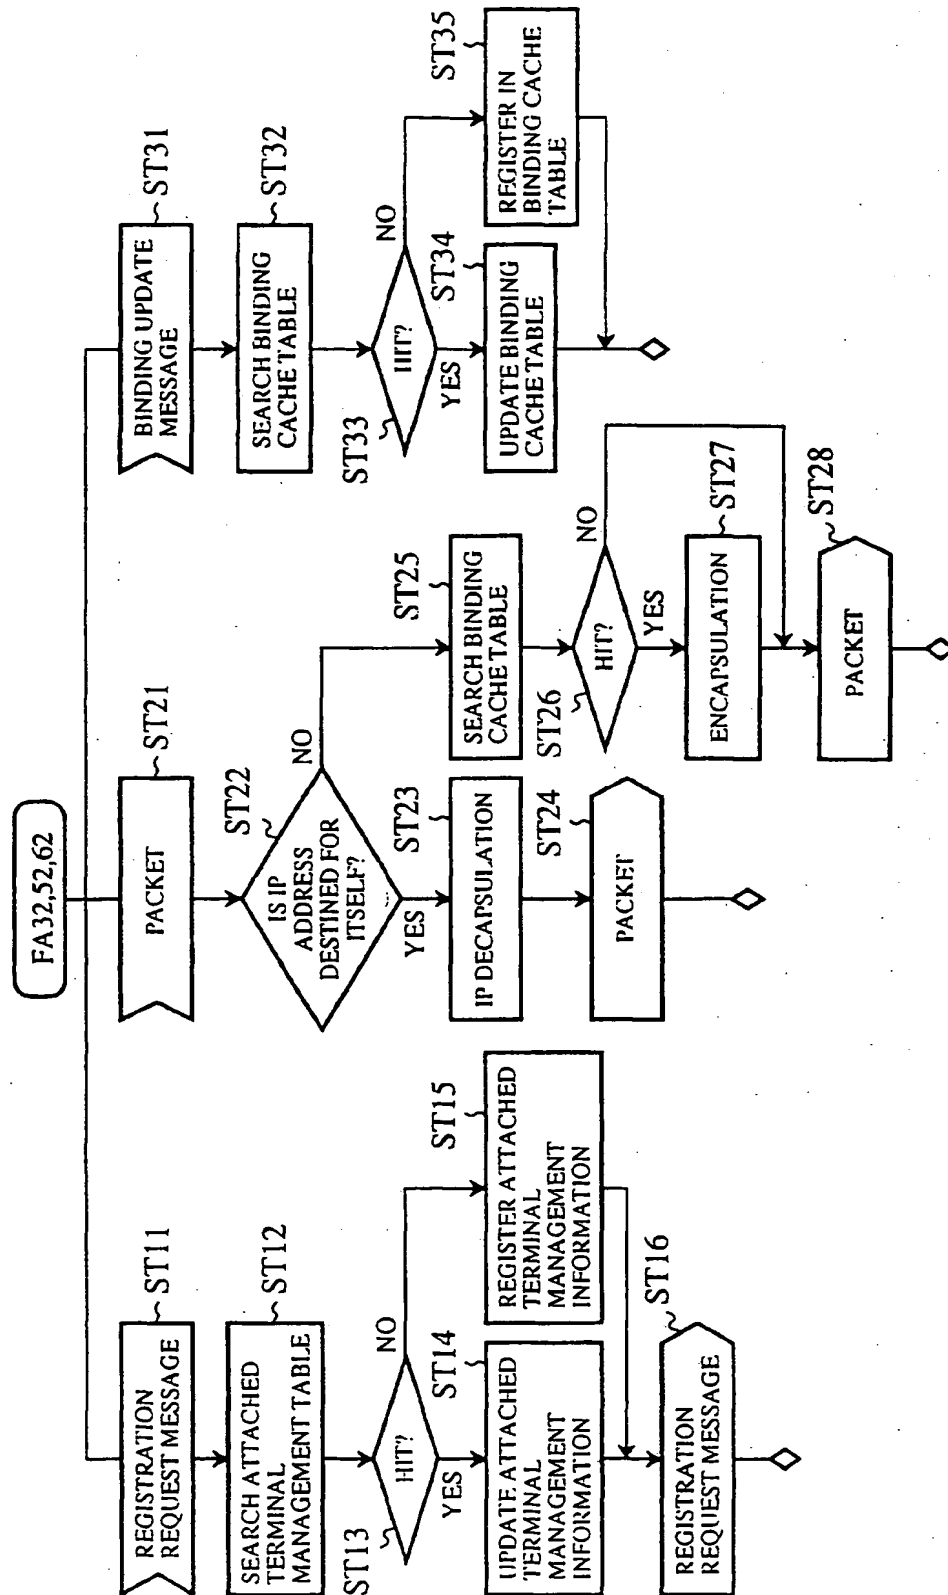 FA32,52,62
REGISTRATION
REQUEST MESSAGE
ST11
SEARCH ATTACHED
TERMINAL
MANAGEMENT TABLE
ST12
HIT?
ST13
NO
YES
UPDATE ATTACHED
TERMINAL
MANAGEMENT
INFORMATION
ST14
REGISTER ATTACHED
TERMINAL
MANAGEMENT
INFORMATION
ST15
REGISTRATION
REQUEST MESSAGE
ST16
PACKET
ST21
IS IP
ADDRESS
DESTINED FOR
ITSELF?
ST22
NO
YES
IP DECAPSULATION
ST23
PACKET
ST24
SEARCH BINDING
CACHE TABLE
ST25
HIT?
ST26
NO
YES
ENCAPSULATION
ST27
PACKET
ST28
BINDING UPDATE
MESSAGE
ST31
SEARCH BINDING
CACHE TABLE
ST32
HIT?
ST33
NO
YES
UPDATE BINDING
CACHE TABLE
ST34
REGISTER IN
BINDING CACHE
TABLE
ST35